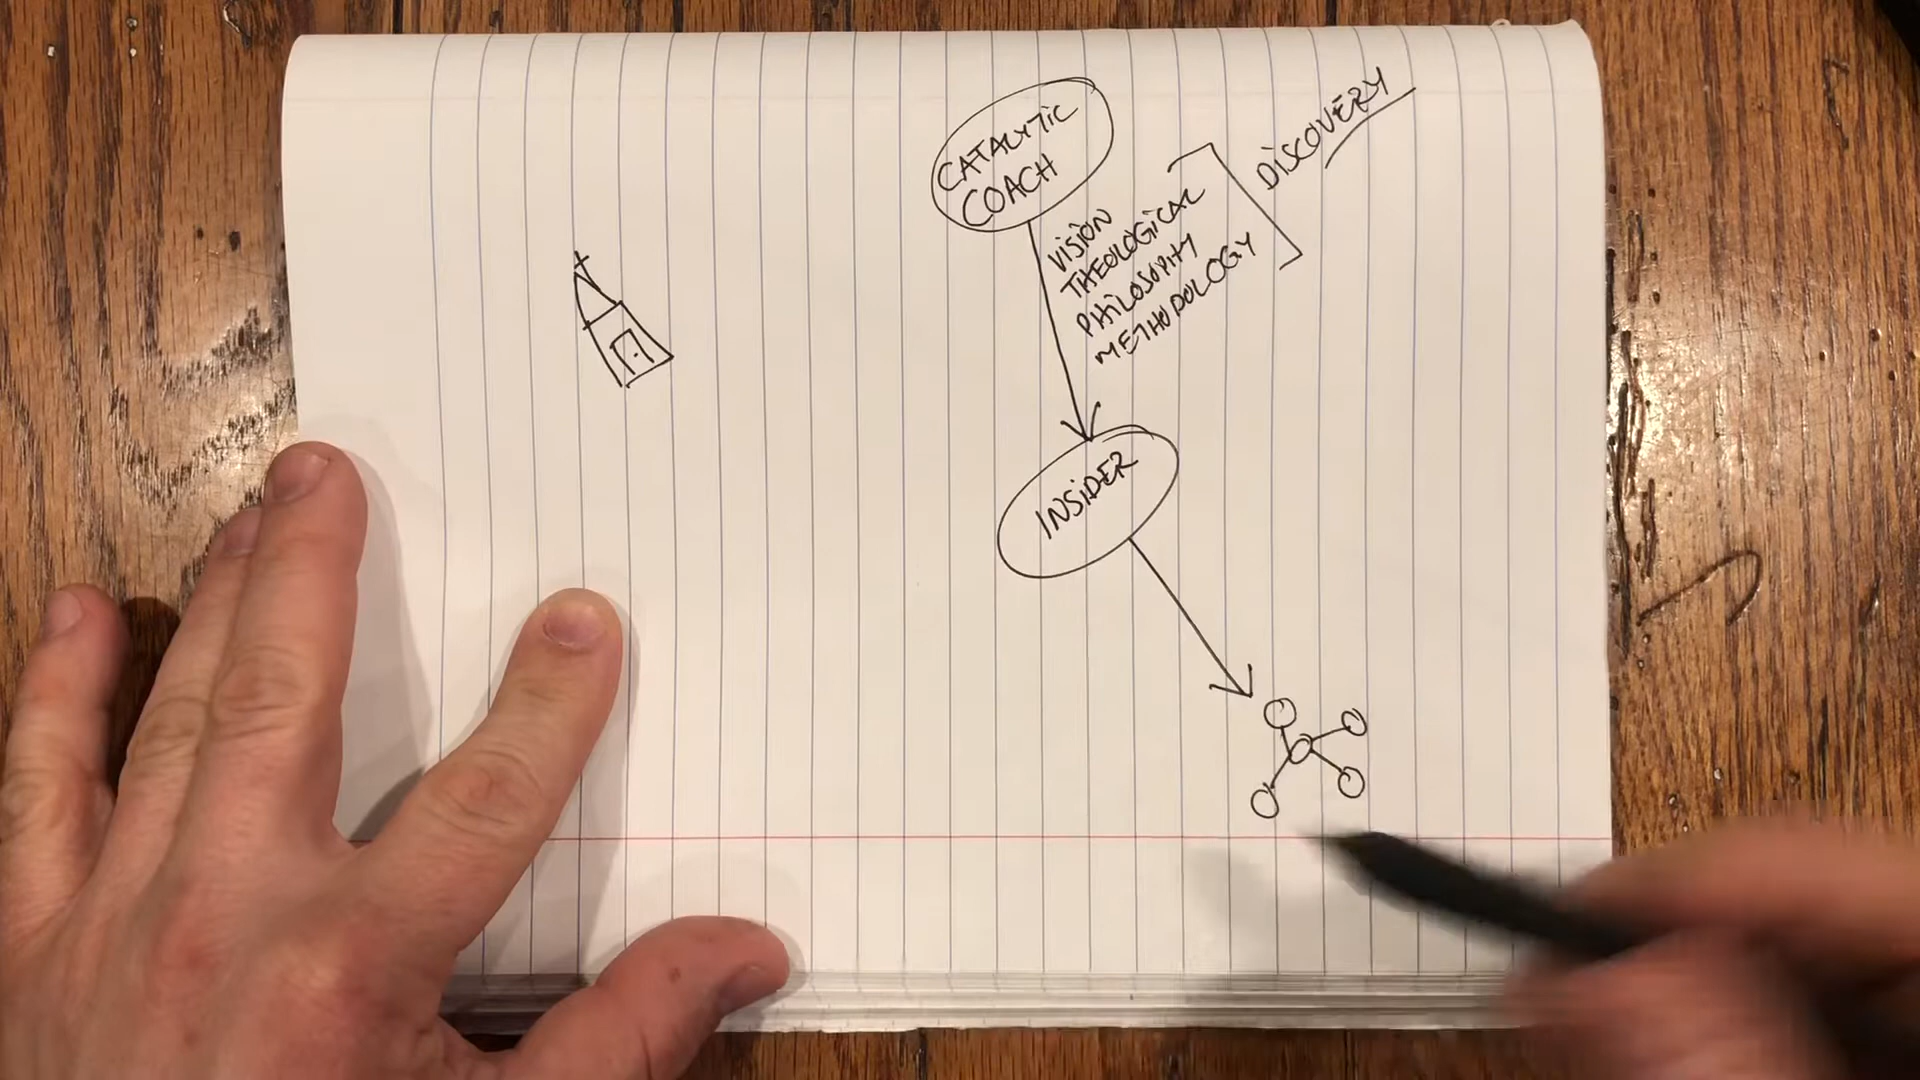 CATALYTIC
COACH
DISCOVERY
VISION
THEOLOGICAL
PHILOSOPHY
METHODOLOGY
INSIDER